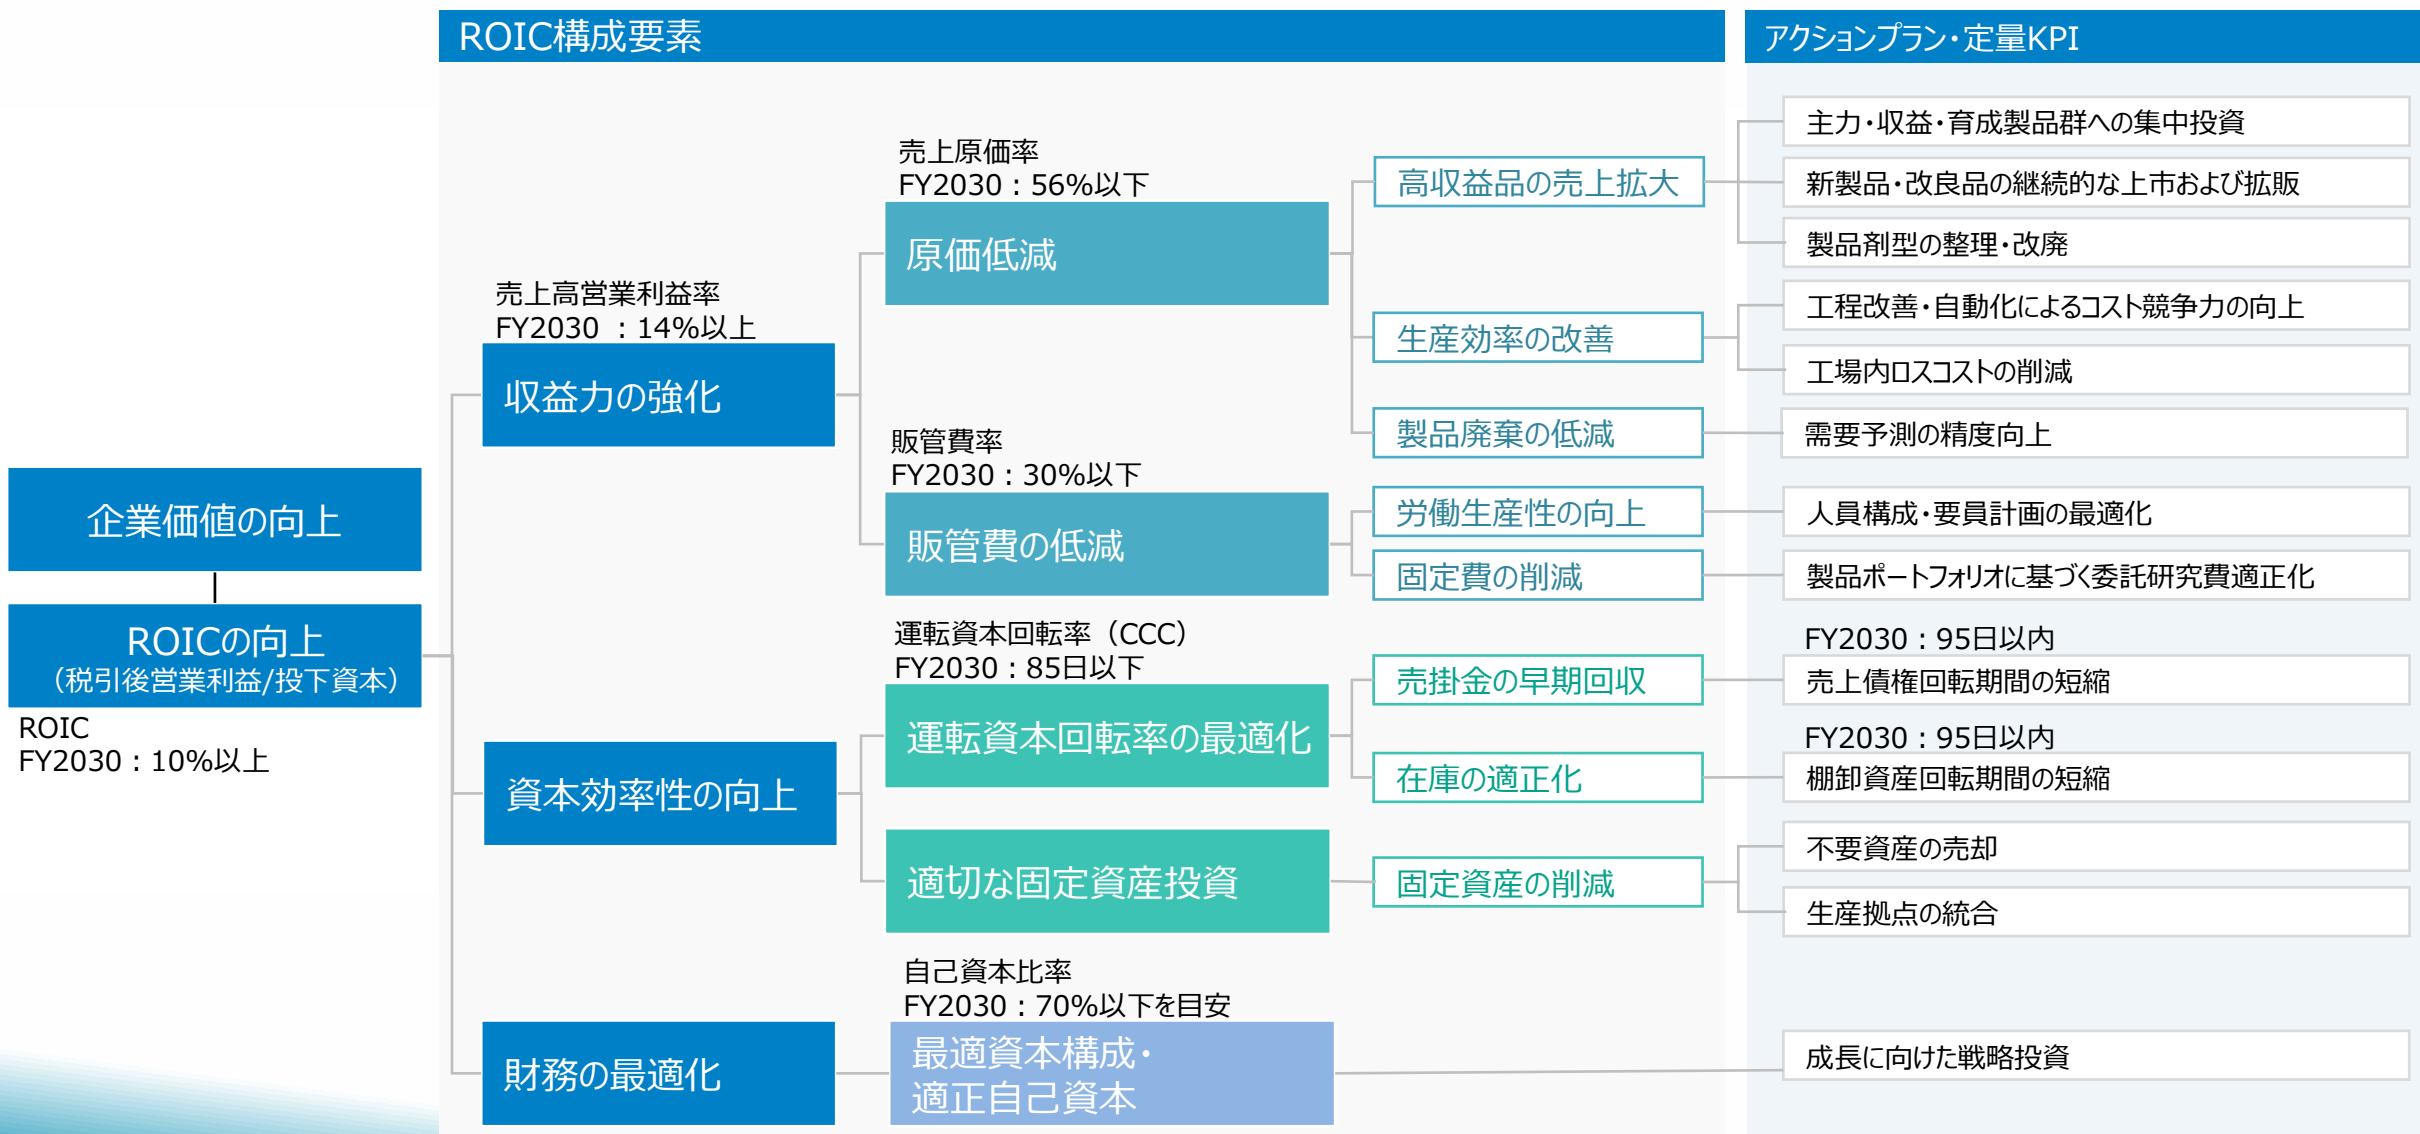 ROIC構成要素
アクションプラン・定量KPI
企業価値の向上
ROICの向上
（税引後営業利益/投下資本）
ROIC
FY2030：10%以上
売上高営業利益率
FY2030 ：14%以上
収益力の強化
売上原価率
FY2030：56%以下
原価低減
高収益品の売上拡大
主力・収益・育成製品群への集中投資
新製品・改良品の継続的な上市および拡販
製品剤型の整理・改廃
生産効率の改善
工程改善・自動化によるコスト競争力の向上
工場内ロスコストの削減
製品廃棄の低減
需要予測の精度向上
販管費率
FY2030：30%以下
販管費の低減
労働生産性の向上
人員構成・要員計画の最適化
固定費の削減
製品ポートフォリオに基づく委託研究費適正化
資本効率性の向上
運転資本回転率（CCC）
FY2030：85日以下
運転資本回転率の最適化
売掛金の早期回収
FY2030：95日以内
売上債権回転期間の短縮
在庫の適正化
FY2030：95日以内
棚卸資産回転期間の短縮
適切な固定資産投資
固定資産の削減
不要資産の売却
生産拠点の統合
財務の最適化
自己資本比率
FY2030：70%以下を目安
最適資本構成・
適正自己資本
成長に向けた戦略投資